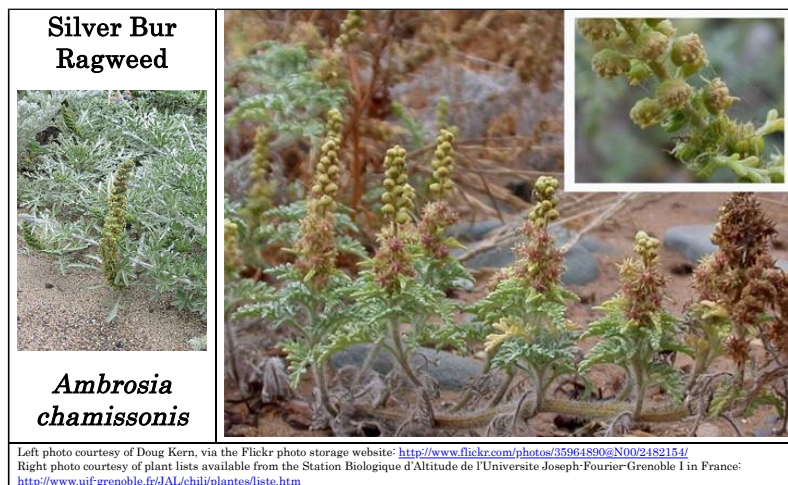 Silver Bur
Ragweed
Ambrosia
chamissonis
Left photo courtesy of Doug Kern, via the Flickr photo storage website: http://www.flickr.com/photos/35964890@N00/2482154/
Right photo courtesy of plant lists available from the Station Biologique d'Altitude de l'Universite Joseph-Fourier-Grenoble I in France:
http://www.ujf-grenoble.fr/JAL/chili/plantes/liste.htm